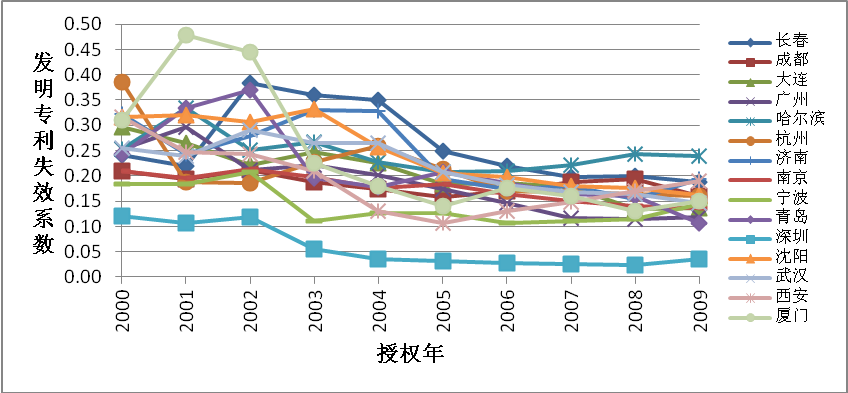 0.50
0.45
0.40
0.35
0.30
0.25
0.20
0.15
0.10
0.05
0.00
发明专利失效系数
2000
2001
2002
2003
2004
2005
2006
2007
2008
2009
授权年
长春
成都
大连
广州
哈尔滨
杭州
济南
南京
宁波
青岛
深圳
沈阳
武汉
西安
厦门